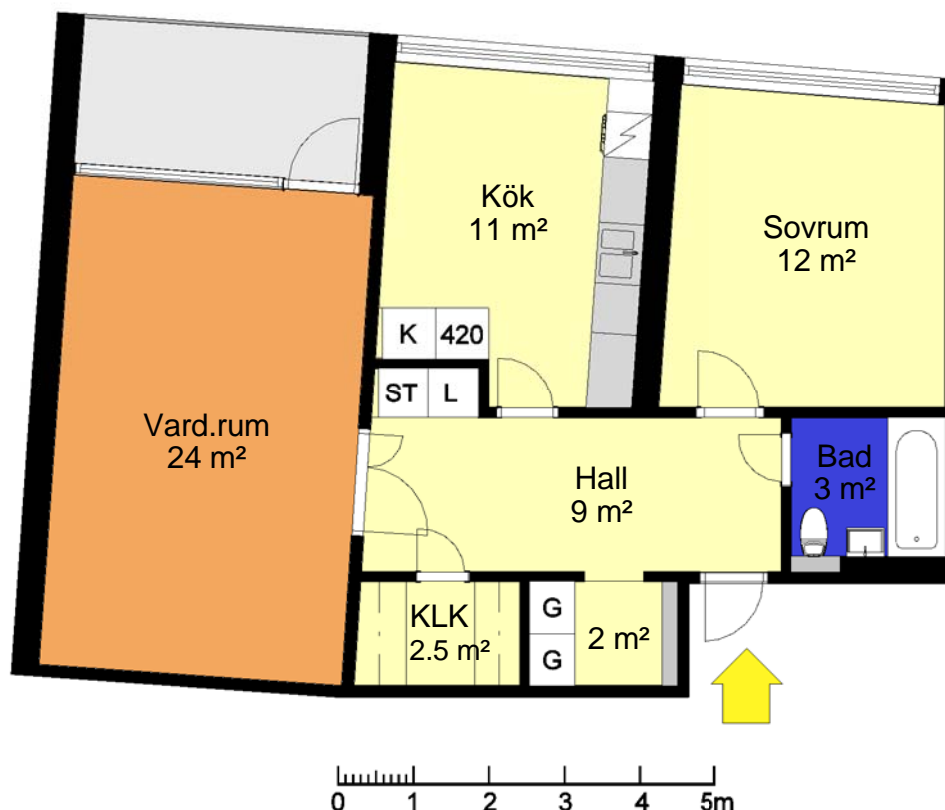 Kök
11 m²
Sovrum
12 m²
K 420
ST L
Vard.rum
24 m²
Hall
9 m²
Bad
3 m²
KLK
2.5 m²
G
G
2 m²
0 1 2 3 4 5m